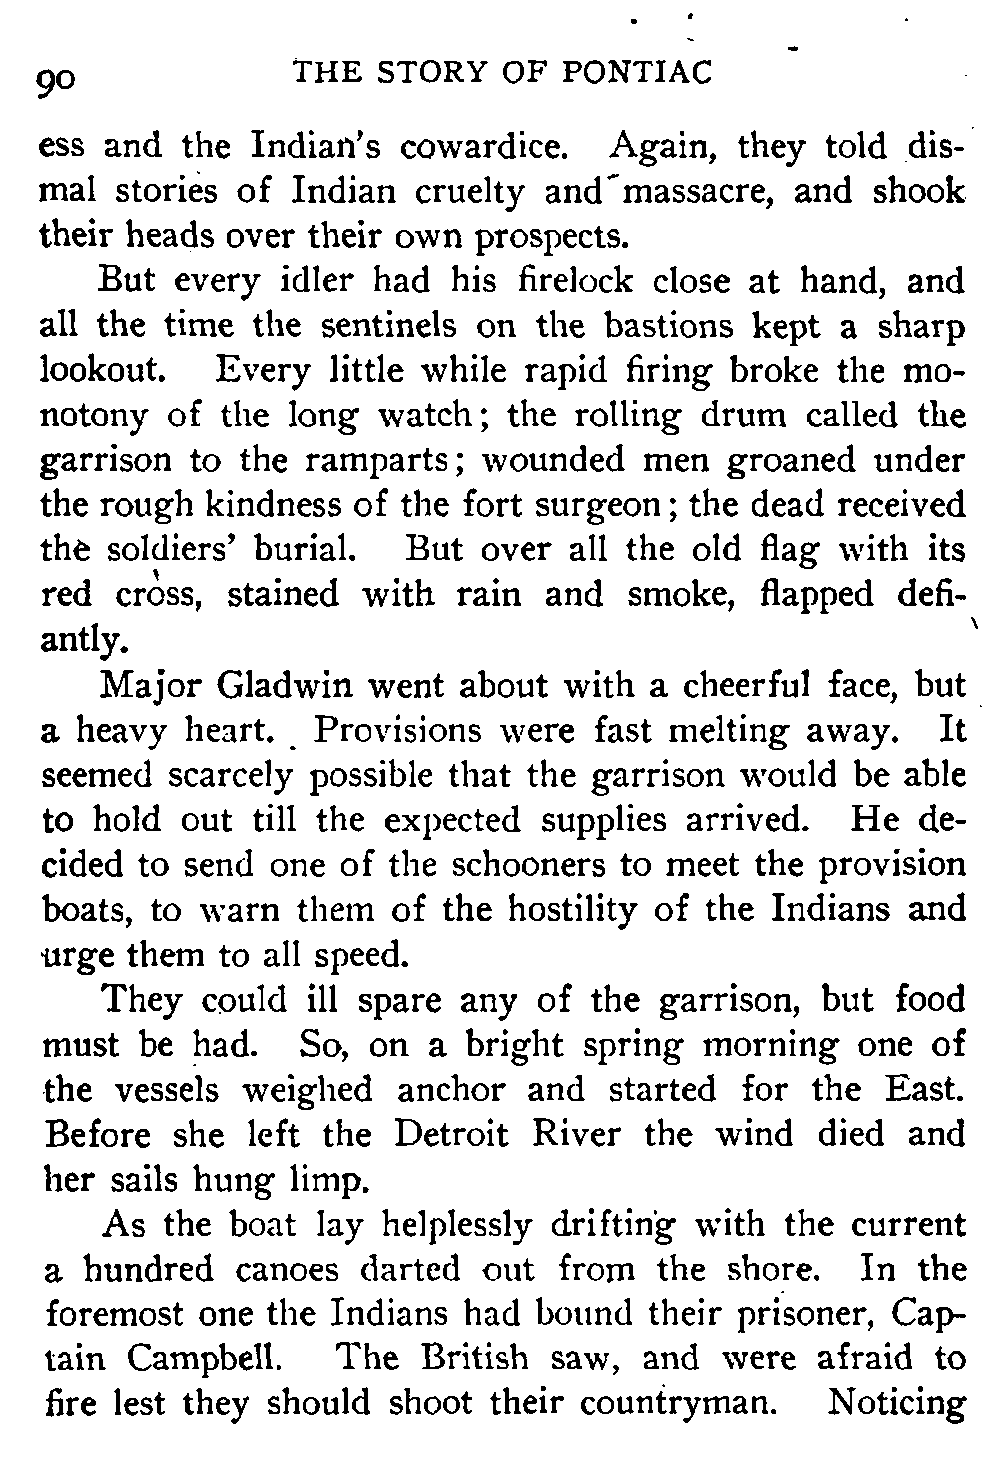 90 THE STORY OF PONTIAC
ess and the Indian's cowardice. Again, they told dis-
mal stories of Indian cruelty and massacre, and shook
their heads over their own prospects.
But every idler had his firelock close at hand, and
all the time the sentinels on the bastions kept a sharp
lookout. Every little while rapid firing broke the mo-
notony of the long watch; the rolling drum called the
garrison to the ramparts; wounded men groaned under
the rough kindness of the fort surgeon; the dead received
the soldiers' burial. But over all the old flag with its
red cross, stained with rain and smoke, flapped defi-
antly.
Major Gladwin went about with a cheerful face, but
a heavy heart. Provisions were fast melting away. It
seemed scarcely possible that the garrison would be able
to hold out till the expected supplies arrived. He de-
cided to send one of the schooners to meet the provision
boats, to warn them of the hostility of the Indians and
urge them to all speed.
They could ill spare any of the garrison, but food
must be had. So, on a bright spring morning one of
the vessels weighed anchor and started for the East.
Before she left the Detroit River the wind died and
her sails hung limp.
As the boat lay helplessly drifting with the current
a hundred canoes darted out from the shore. In the
foremost one the Indians had bound their prisoner, Cap-
tain Campbell. The British saw, and were afraid to
fire lest they should shoot their countryman. Noticing